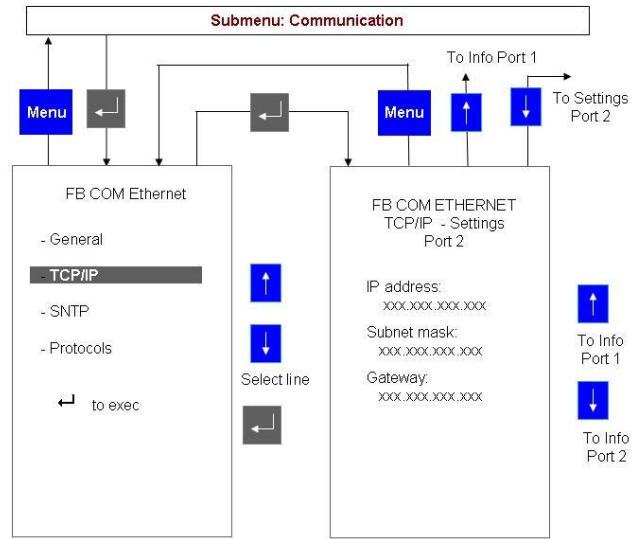 Submenu: Communication
To Info Port 1
Menu
Menu
To Settings
Port 2
FB COM Ethernet
- General
- TCP/IP
- SNTP
- Protocols
to exec
Select line
FB COM ETHERNET
TCP/IP - Settings
Port 2
IP address:
xxx.xxx.xxx.xxx
Subnet mask:
xxx.xxx.xxx.xxx
Gateway:
xxx.xxx.xxx.xxx
To Info
Port 1
To Info
Port 2